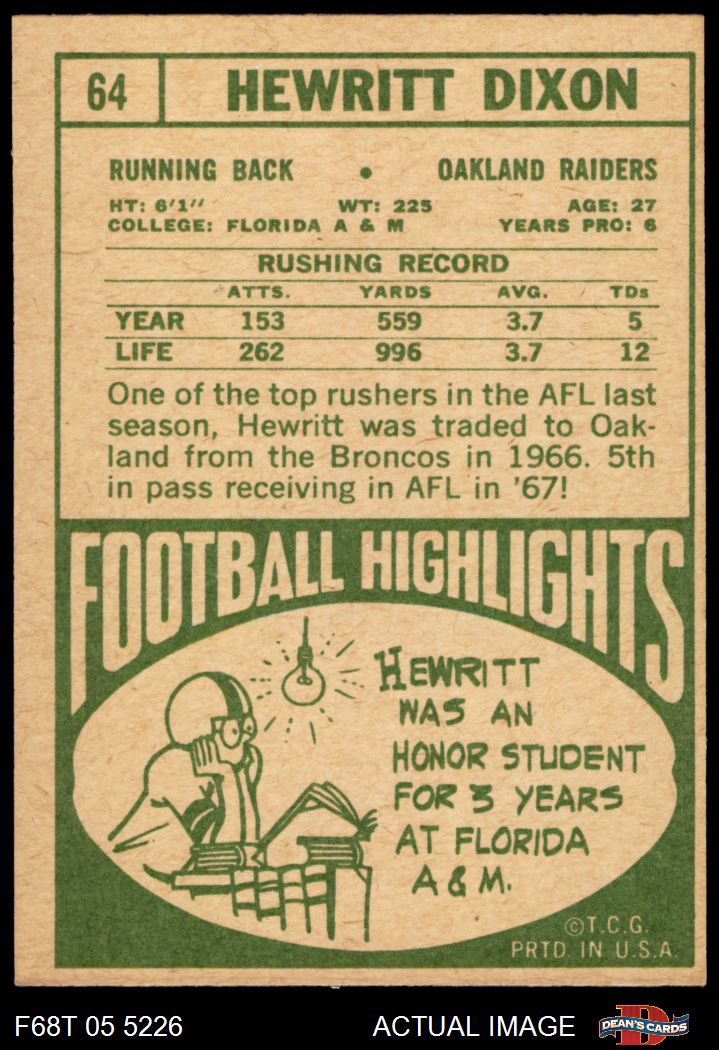 64 HEWRITT DIXON
RUNNING BACK • OAKLAND RAIDERS
HT: 6'1" WT: 225 AGE: 27
COLLEGE: FLORIDA A & M YEARS PRO: 6
RUSHING RECORD
ATTS. YARDS AVG. TDs
YEAR 153 559 3.7 5
LIFE 262 996 3.7 12
One of the top rushers in the AFL last
season, Hewritt was traded to Oak-
land from the Broncos in 1966. 5th
in pass receiving in AFL in '67!
FOOTBALL HIGHLIGHTS
HEWRITT
WAS AN
HONOR STUDENT
FOR 3 YEARS
AT FLORIDA
A & M.
©T.C.G.
PRTD. IN U.S.A.
F68T 05 5226 ACTUAL IMAGE D DEAN'S CARDS